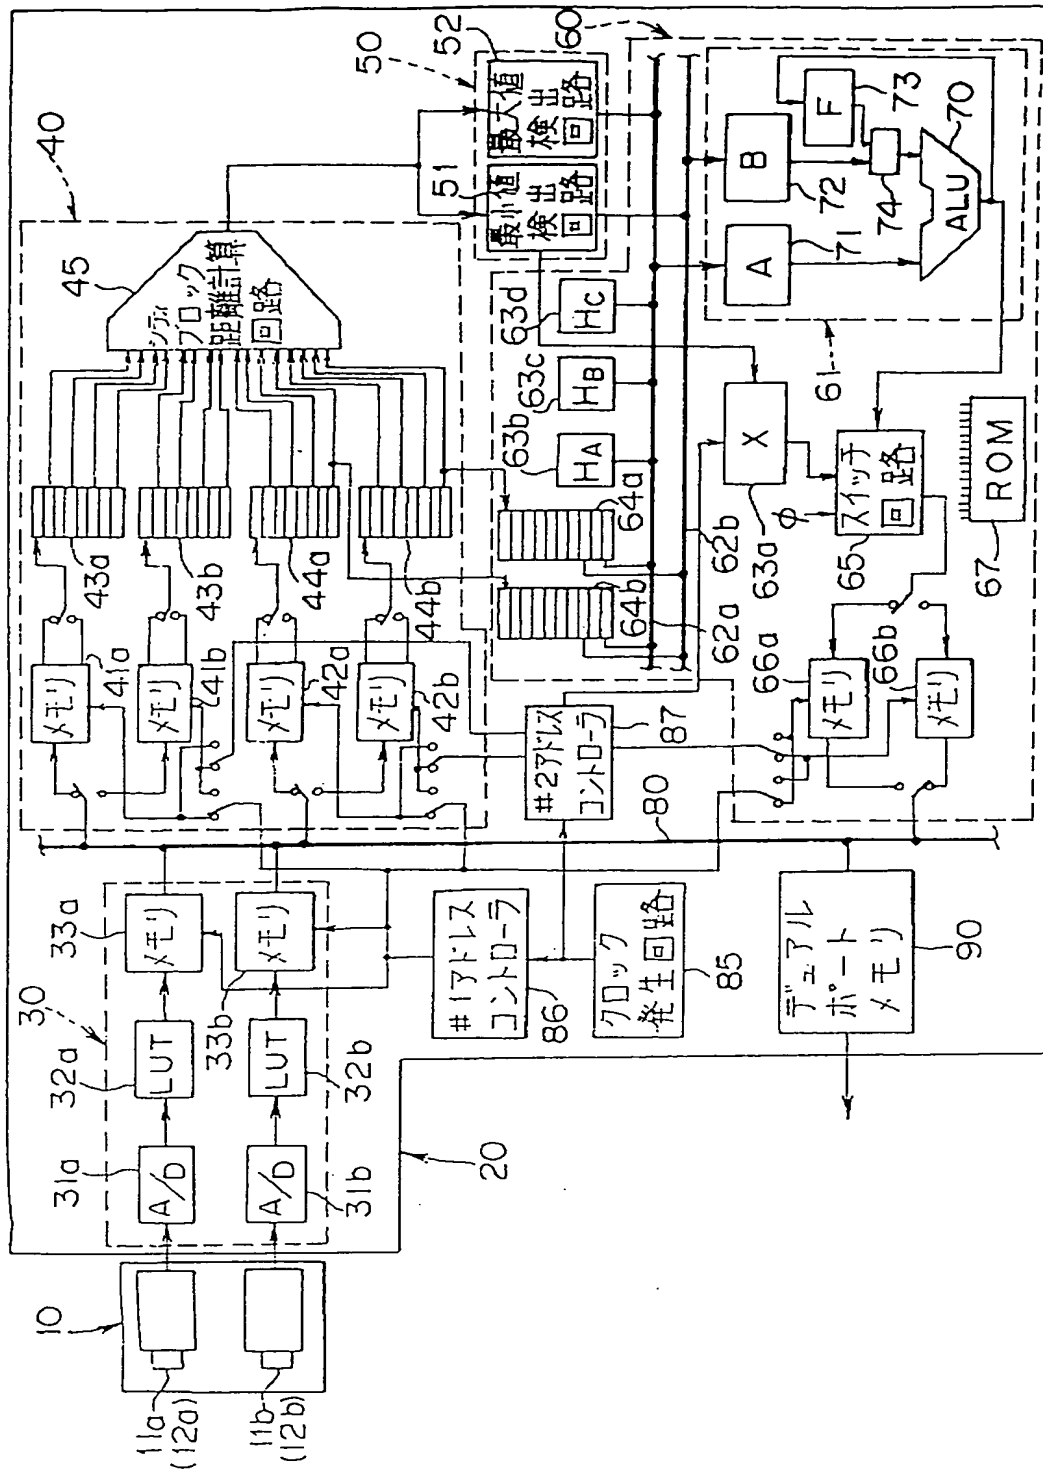 10
11a
(12a)
11b
(12b)
20
30
31a
A/D
31b
A/D
32a
LUT
32b
LUT
33a
メモリ
33b
メモリ
40
41a
メモリ
41b
メモリ
42a
メモリ
42b
メモリ
43a
43b
44a
44b
45
シティ
ブロック
距離計算
回路
50
51
最小値
検出
回路
52
最大値
検出
回路
60
61
62a
62b
63a
X
63b
HA
63c
HB
63d
HC
64a
64b
65
スイッチ
回路
φ
66a
メモリ
66b
メモリ
67
ROM
70
ALU
71
A
72
B
73
F
74
80
85
クロック
発生回路
86
#1アドレス
コントローラ
87
#2アドレス
コントローラ
90
デュアル
ポート
メモリ